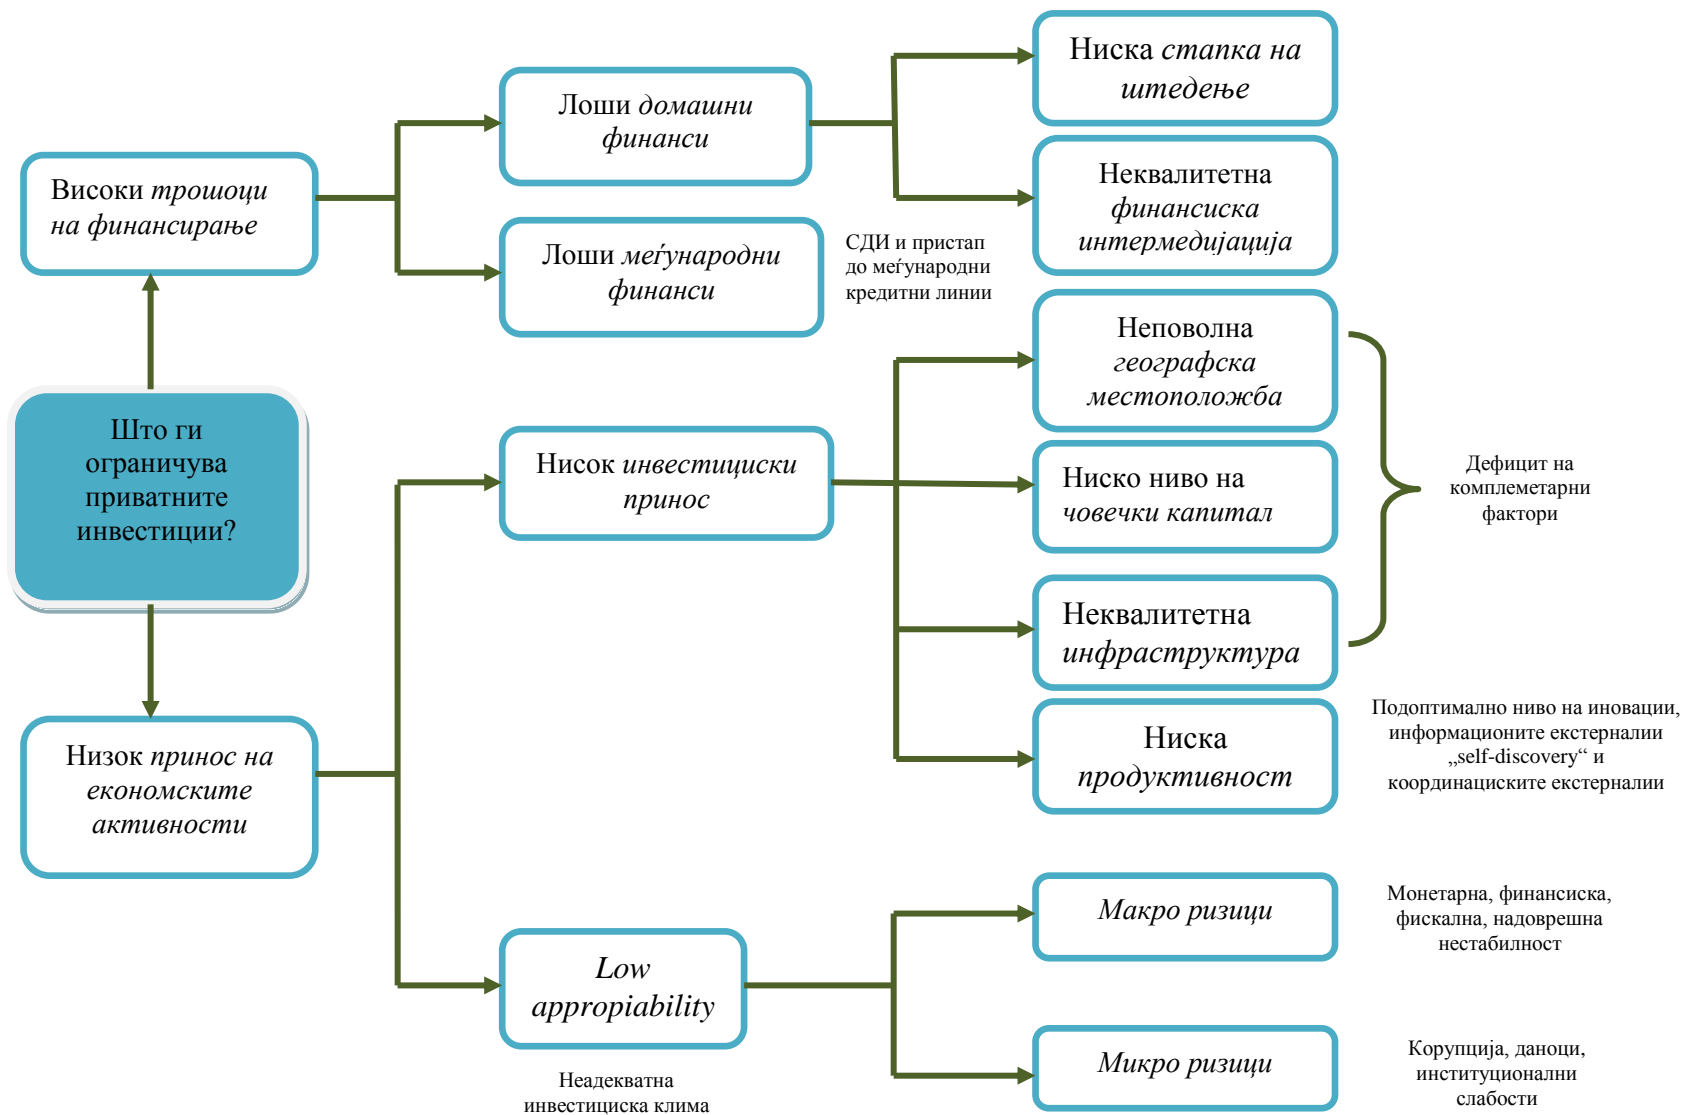 Ниска стапка на
штедење
Лоши домашни
финанси
Високи трошоци
на финансирање
Неквалитетна
финансиска
интермедијација
Лоши меѓународни
финанси
СДИ и пристап
до меѓународни
кредитни линии
Неповолна
географска
местоположба
Што ги
ограничува
приватните
инвестиции?
Нисок инвестициски
принос
Ниско ниво на
човечки капитал
Дефицит на
комплеметарни
фактори
Неквалитетна
инфраструктура
Низок принос на
економските
активности
Ниска
продуктивност
Подоптимално ниво на иновации,
информационите екстерналии
„self-discovery“ и
координациските екстерналии
Low
appropiability
Неадекватна
инвестициска клима
Макро ризици
Монетарна, финансиска,
фискална, надоврешна
нестабилност
Микро ризици
Корупција, даноци,
институционални
слабости